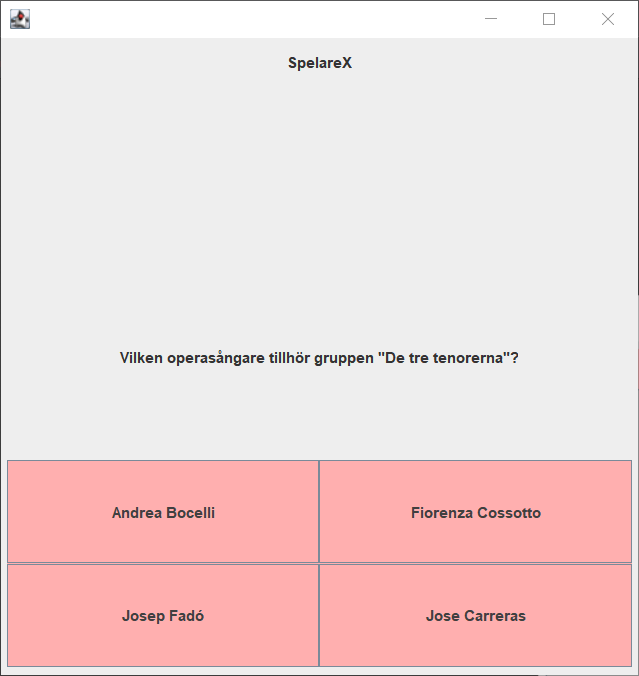 SpelareX
Vilken operasångare tillhör gruppen "De tre tenorerna"?
Andrea Bocelli
Fiorenza Cossotto
Josep Fadó
Jose Carreras